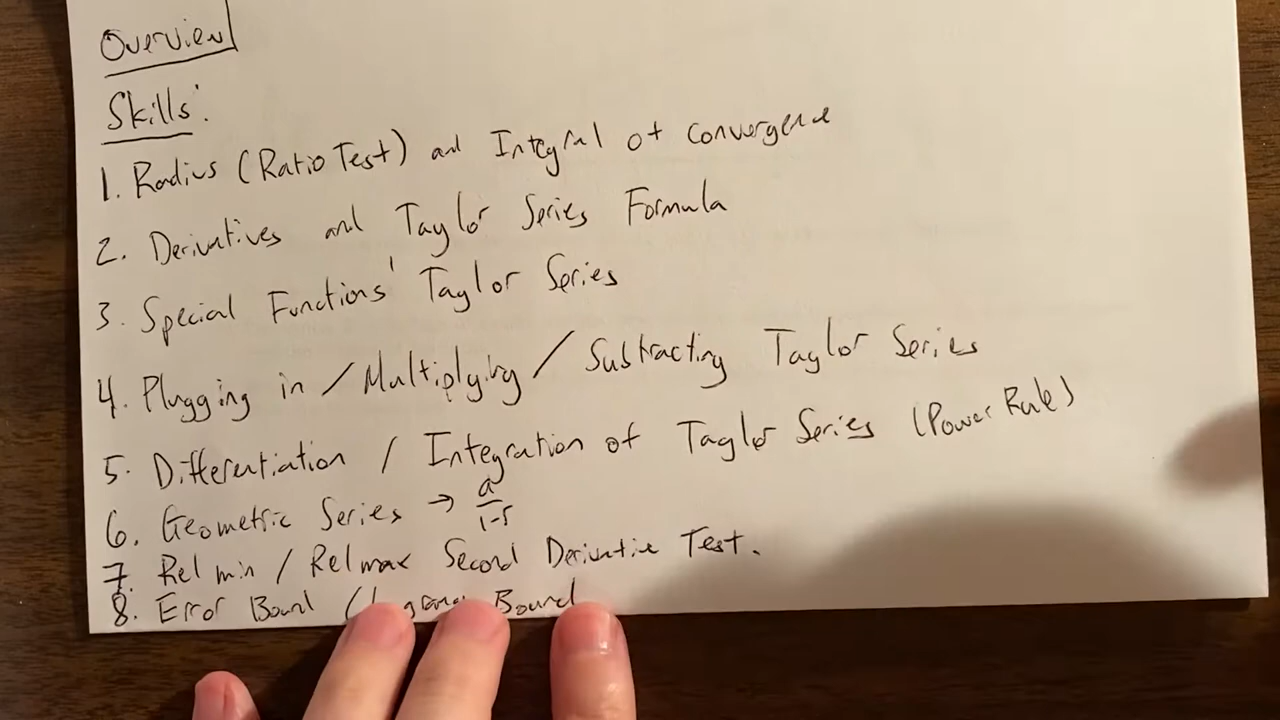 Overview
Skills:
1. Radius (Ratio Test) and Integral of Convergence
2. Derivatives and Taylor Series Formula
3. Special Functions' Taylor Series
4. Plugging in / Multiplying / Subtracting Taylor Series
5. Differentiation / Integration of Taylor Series (Power Rule)
6. Geometric Series → a/1-r
7. Rel min / Rel max Second Derivative Test.
8. Error Bound / Bound